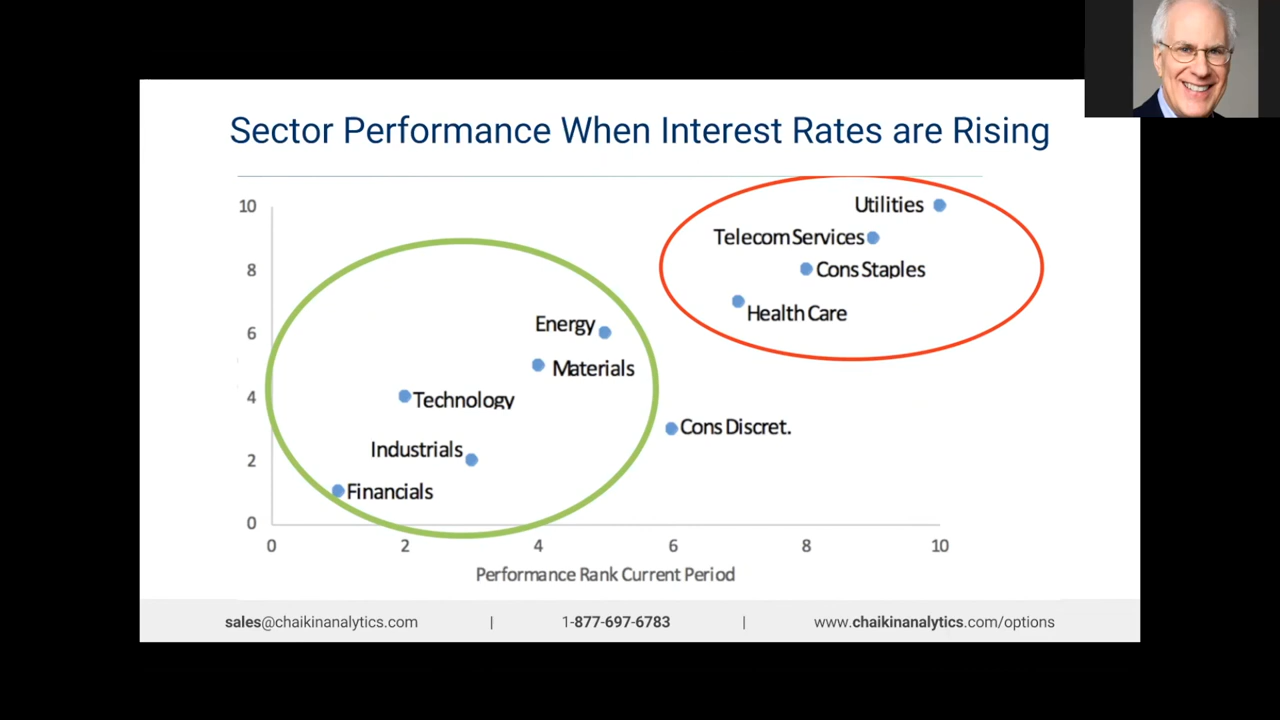 Sector Performance When Interest Rates are Rising
10
Utilities
Telecom Services
8
Cons Staples
Health Care
Energy
6
Materials
4
Technology
Cons Discret.
Industrials
2
Financials
0
0 2 4 6 8 10
Performance Rank Current Period
sales@chaikinanalytics.com | 1-877-697-6783 | www.chaikinanalytics.com/options